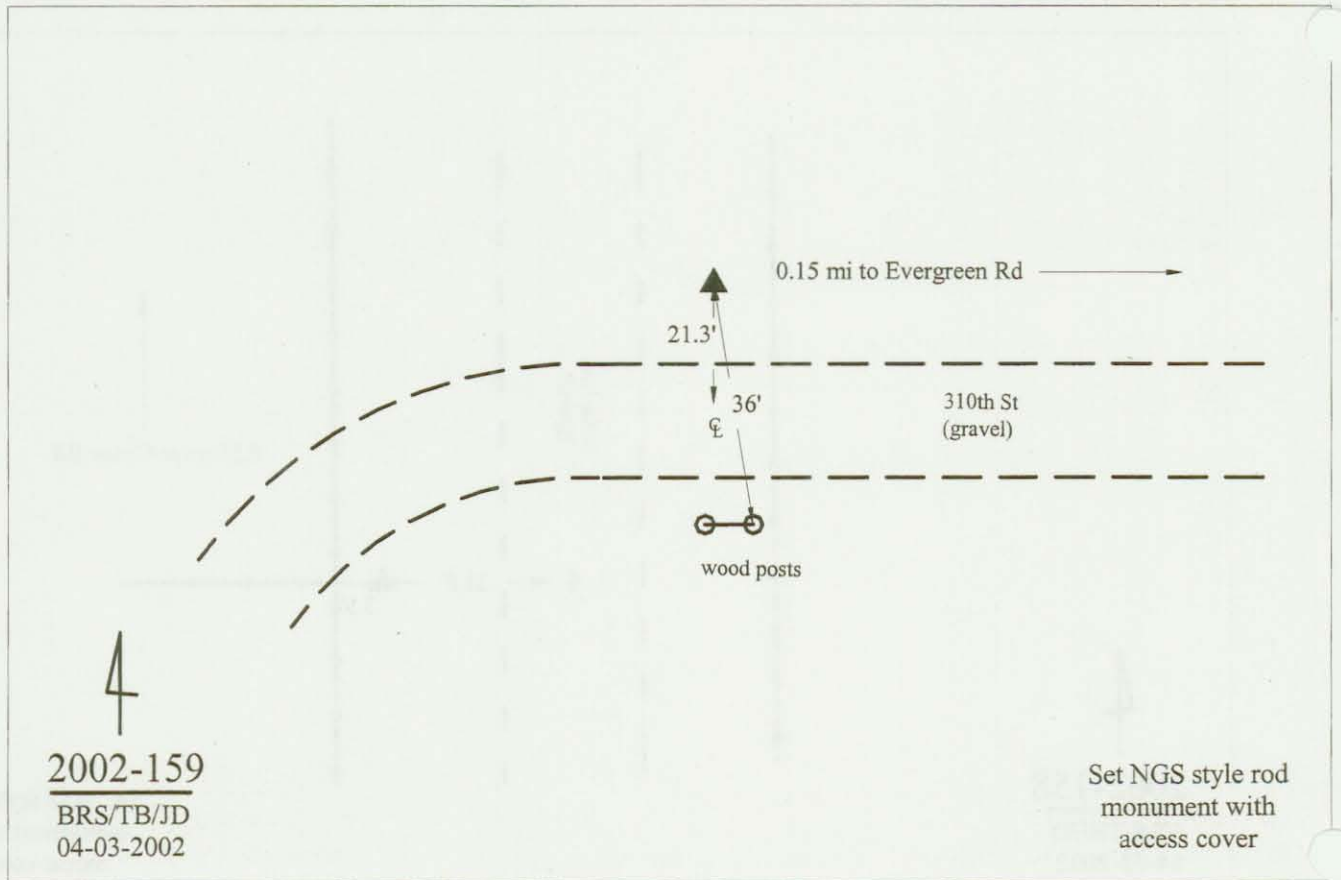 0.15 mi to Evergreen Rd
21.3'
36'
℄
310th St
(gravel)
wood posts
2002-159
BRS/TB/JD
04-03-2002
Set NGS style rod
monument with
access cover